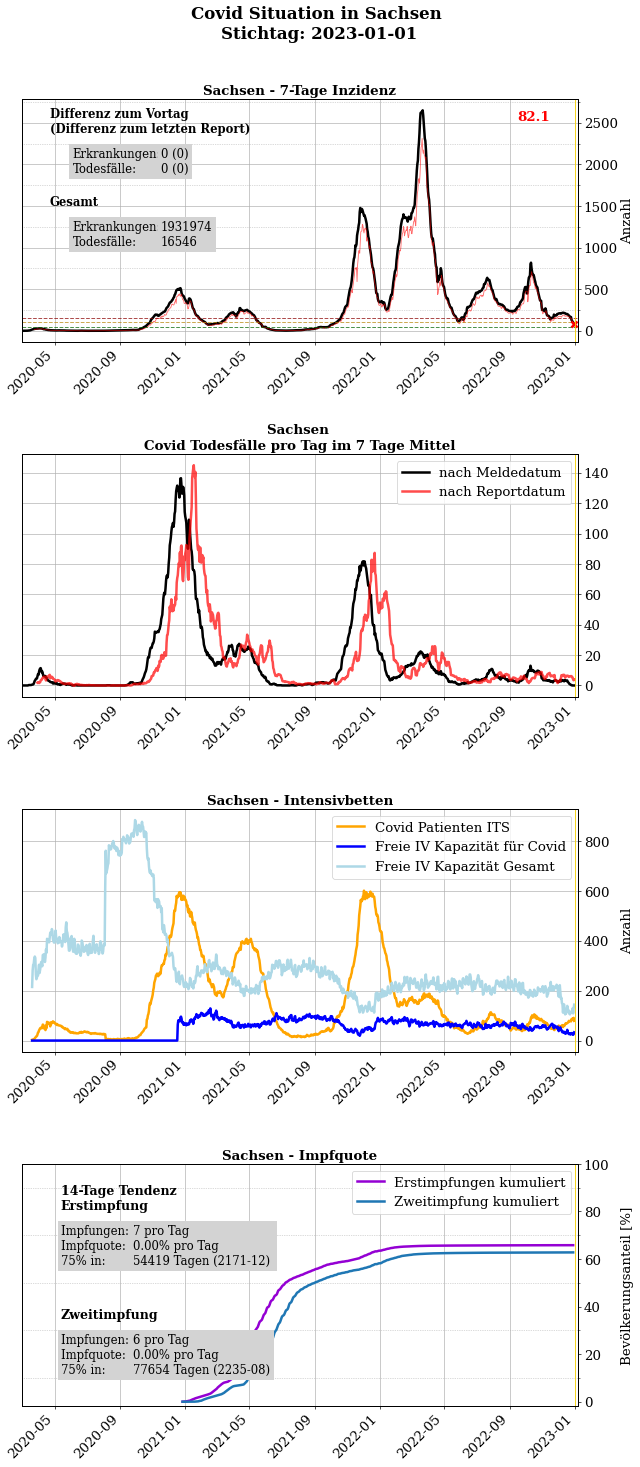 Covid Situation in Sachsen
Stichtag: 2023-01-01
Sachsen - 7-Tage Inzidenz
Differenz zum Vortag
(Differenz zum letzten Report)
Erkrankungen 0 (0)
Todesfälle: 0 (0)
Gesamt
Erkrankungen 1931974
Todesfälle: 16546
82.1
2500
2000
1500
1000
500
0
Anzahl
2020-05
2020-09
2021-01
2021-05
2021-09
2022-01
2022-05
2022-09
2023-01
Sachsen
Covid Todesfälle pro Tag im 7 Tage Mittel
nach Meldedatum
nach Reportdatum
140
120
100
80
60
40
20
0
2020-05
2020-09
2021-01
2021-05
2021-09
2022-01
2022-05
2022-09
2023-01
Sachsen - Intensivbetten
Covid Patienten ITS
Freie IV Kapazität für Covid
Freie IV Kapazität Gesamt
800
600
400
200
0
Anzahl
2020-05
2020-09
2021-01
2021-05
2021-09
2022-01
2022-05
2022-09
2023-01
Sachsen - Impfquote
14-Tage Tendenz
Erstimpfung
Impfungen: 7 pro Tag
Impfquote: 0.00% pro Tag
75% in: 54419 Tagen (2171-12)
Zweitimpfung
Impfungen: 6 pro Tag
Impfquote: 0.00% pro Tag
75% in: 77654 Tagen (2235-08)
Erstimpfungen kumuliert
Zweitimpfung kumuliert
100
80
60
40
20
0
Bevölkerungsanteil [%]
2020-05
2020-09
2021-01
2021-05
2021-09
2022-01
2022-05
2022-09
2023-01